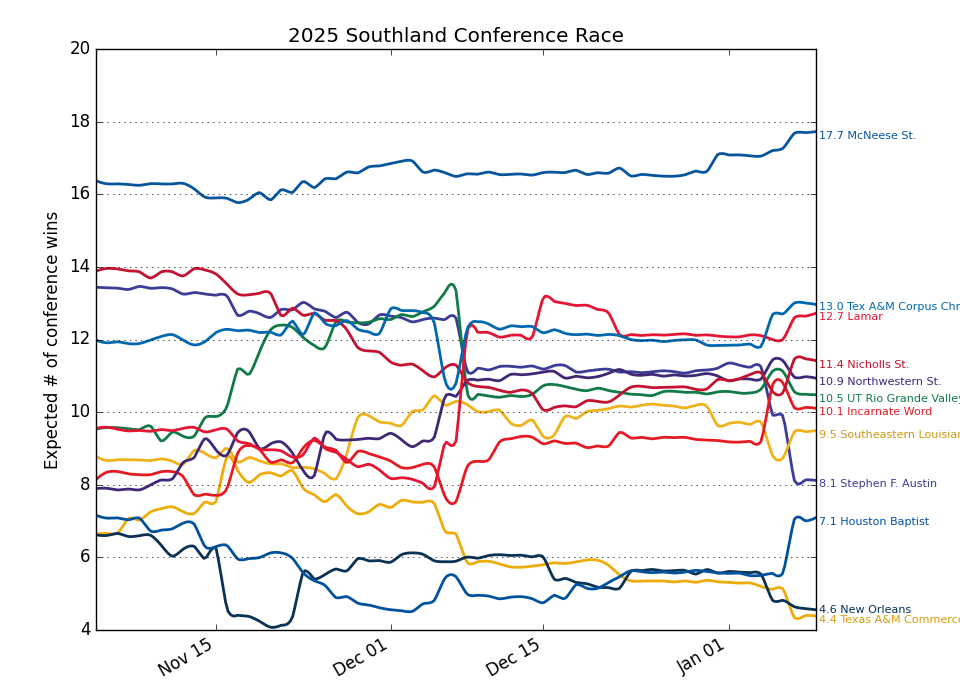 2025 Southland Conference Race
Expected # of conference wins
20
18
16
14
12
10
8
6
4
Nov 15
Dec 01
Dec 15
Jan 01
17.7 McNeese St.
13.0 Tex A&M Corpus Chr
12.7 Lamar
11.4 Nicholls St.
10.9 Northwestern St.
10.5 UT Rio Grande Valley
10.1 Incarnate Word
9.5 Southeastern Louisian
8.1 Stephen F. Austin
7.1 Houston Baptist
4.6 New Orleans
4.4 Texas A&M Commerce